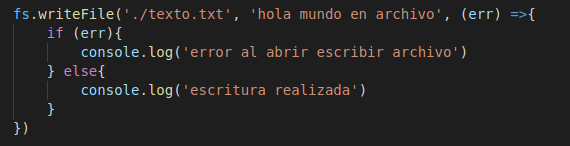 fs.writeFile('./texto.txt', 'hola mundo en archivo', (err) =>{
    if (err){
        console.log('error al abrir escribir archivo')
    } else{
        console.log('escritura realizada')
    }
})